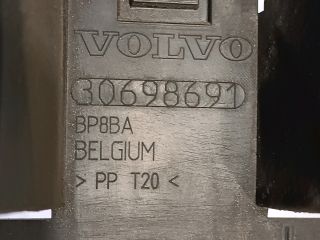 VOLVO
30698691
BP8BA
BELGIUM
> PP T20 <